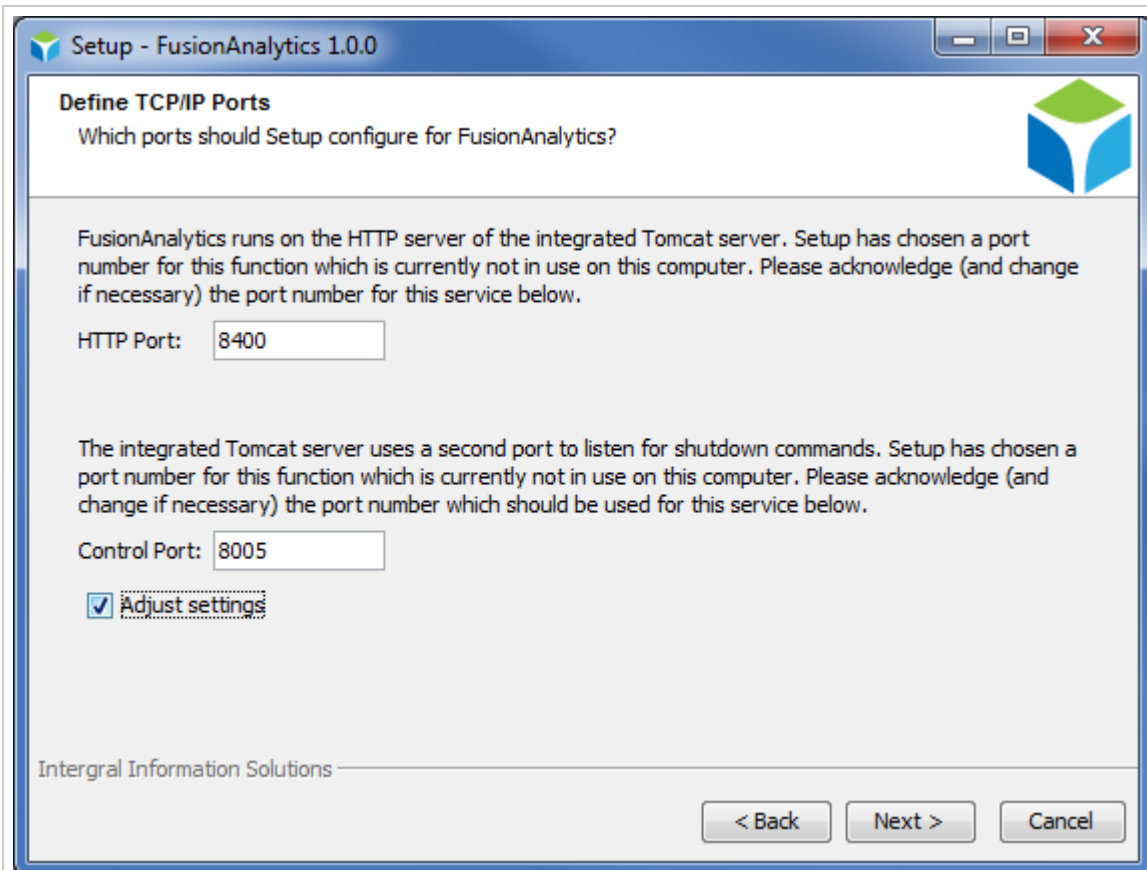 Setup - FusionAnalytics 1.0.0
Define TCP/IP Ports
Which ports should Setup configure for FusionAnalytics?
FusionAnalytics runs on the HTTP server of the integrated Tomcat server. Setup has chosen a port
number for this function which is currently not in use on this computer. Please acknowledge (and change
if necessary) the port number for this service below.
HTTP Port: 8400
The integrated Tomcat server uses a second port to listen for shutdown commands. Setup has chosen a
port number for this function which is currently not in use on this computer. Please acknowledge (and
change if necessary) the port number which should be used for this service below.
Control Port: 8005
Adjust settings
Intergral Information Solutions
< Back Next > Cancel